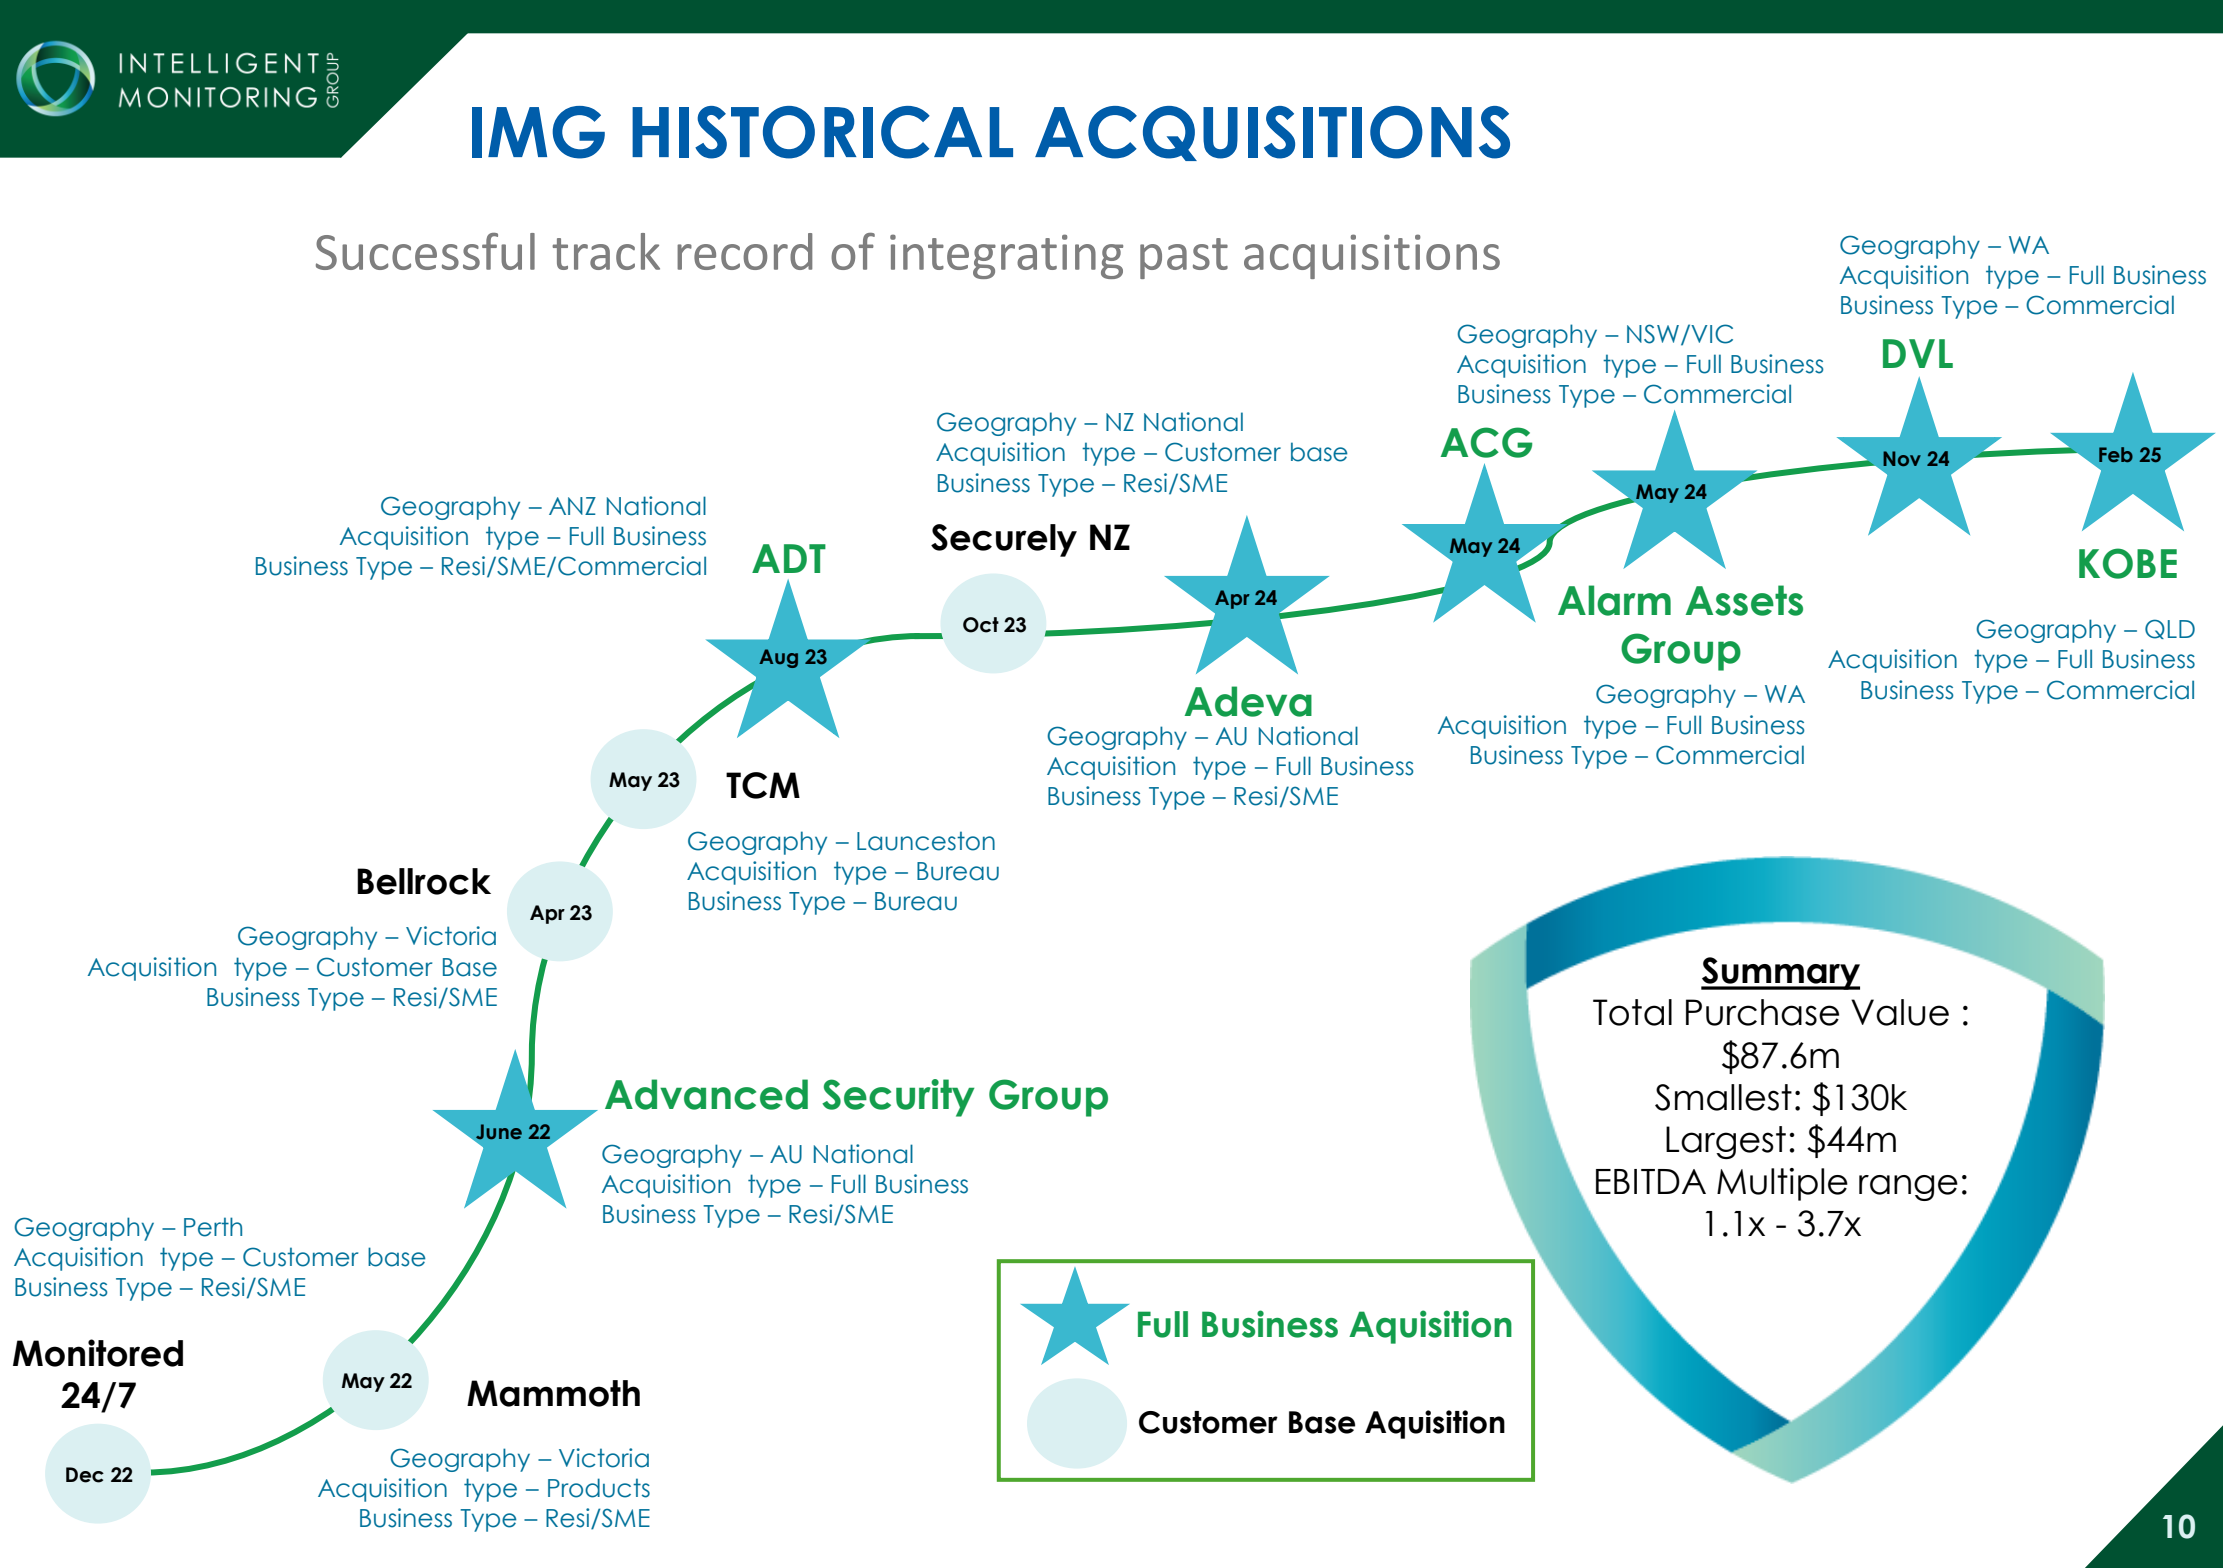 INTELLIGENT
MONITORING
GROUP
IMG HISTORICAL ACQUISITIONS
Successful track record of integrating past acquisitions
Geography – WA
Acquisition type – Full Business
Business Type – Commercial
DVL
Nov 24
Feb 25
KOBE
Geography – QLD
Acquisition type – Full Business
Business Type – Commercial
Geography – NSW/VIC
Acquisition type – Full Business
Business Type – Commercial
ACG
May 24
May 24
Alarm Assets
Group
Geography – WA
Acquisition type – Full Business
Business Type – Commercial
Geography – NZ National
Acquisition type – Customer base
Business Type – Resi/SME
Securely NZ
Oct 23
Apr 24
Adeva
Geography – AU National
Acquisition type – Full Business
Business Type – Resi/SME
Geography – ANZ National
Acquisition type – Full Business
Business Type – Resi/SME/Commercial
ADT
Aug 23
May 23
TCM
Geography – Launceston
Acquisition type – Bureau
Business Type – Bureau
Bellrock
Apr 23
Geography – Victoria
Acquisition type – Customer Base
Business Type – Resi/SME
June 22
Advanced Security Group
Geography – AU National
Acquisition type – Full Business
Business Type – Resi/SME
Geography – Perth
Acquisition type – Customer base
Business Type – Resi/SME
Monitored
24/7
Dec 22
May 22
Mammoth
Geography – Victoria
Acquisition type – Products
Business Type – Resi/SME
Full Business Aquisition
Customer Base Aquisition
Summary
Total Purchase Value :
$87.6m
Smallest: $130k
Largest: $44m
EBITDA Multiple range:
1.1x - 3.7x
10